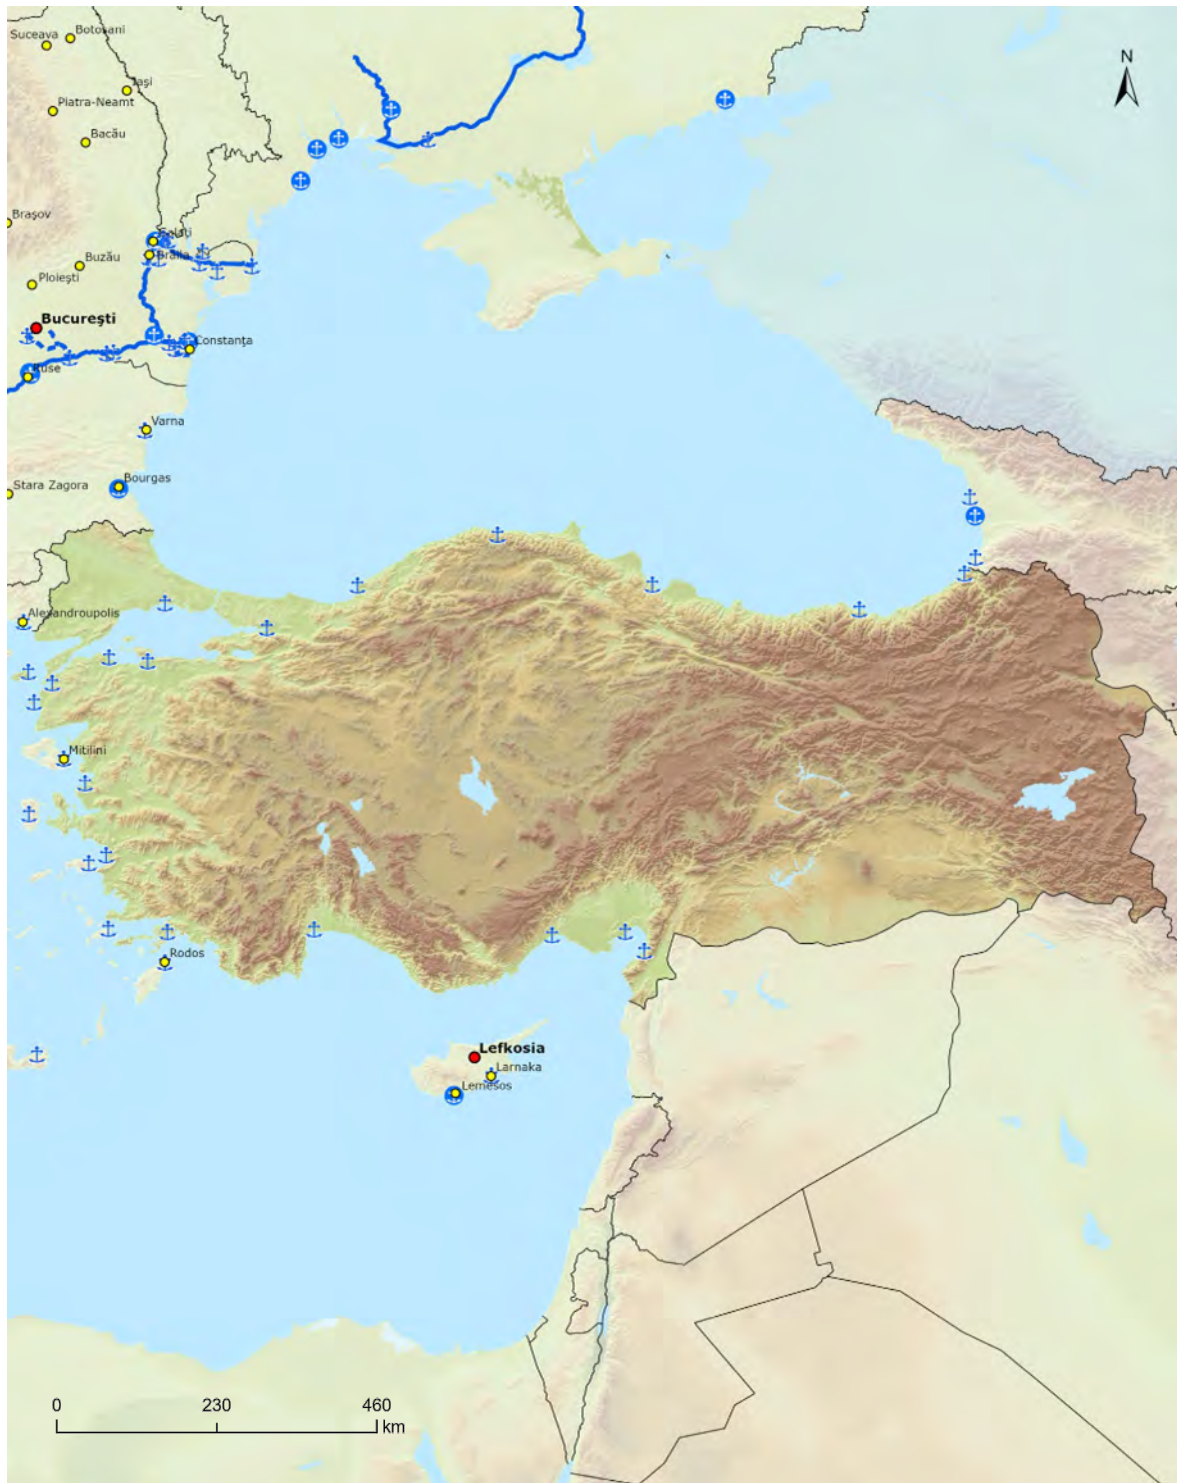 Suceava
Botoşani
N
Iaşi
Piatra-Neamt
Bacău
Braşov
Galaţi
Brăila
Buzău
Ploieşti
Bucureşti
Constanţa
Ruse
Varna
Bourgas
Stara Zagora
Alexandroupolis
Mitilini
Rodos
Lefkosia
Larnaka
Lemesos
0 230 460
km